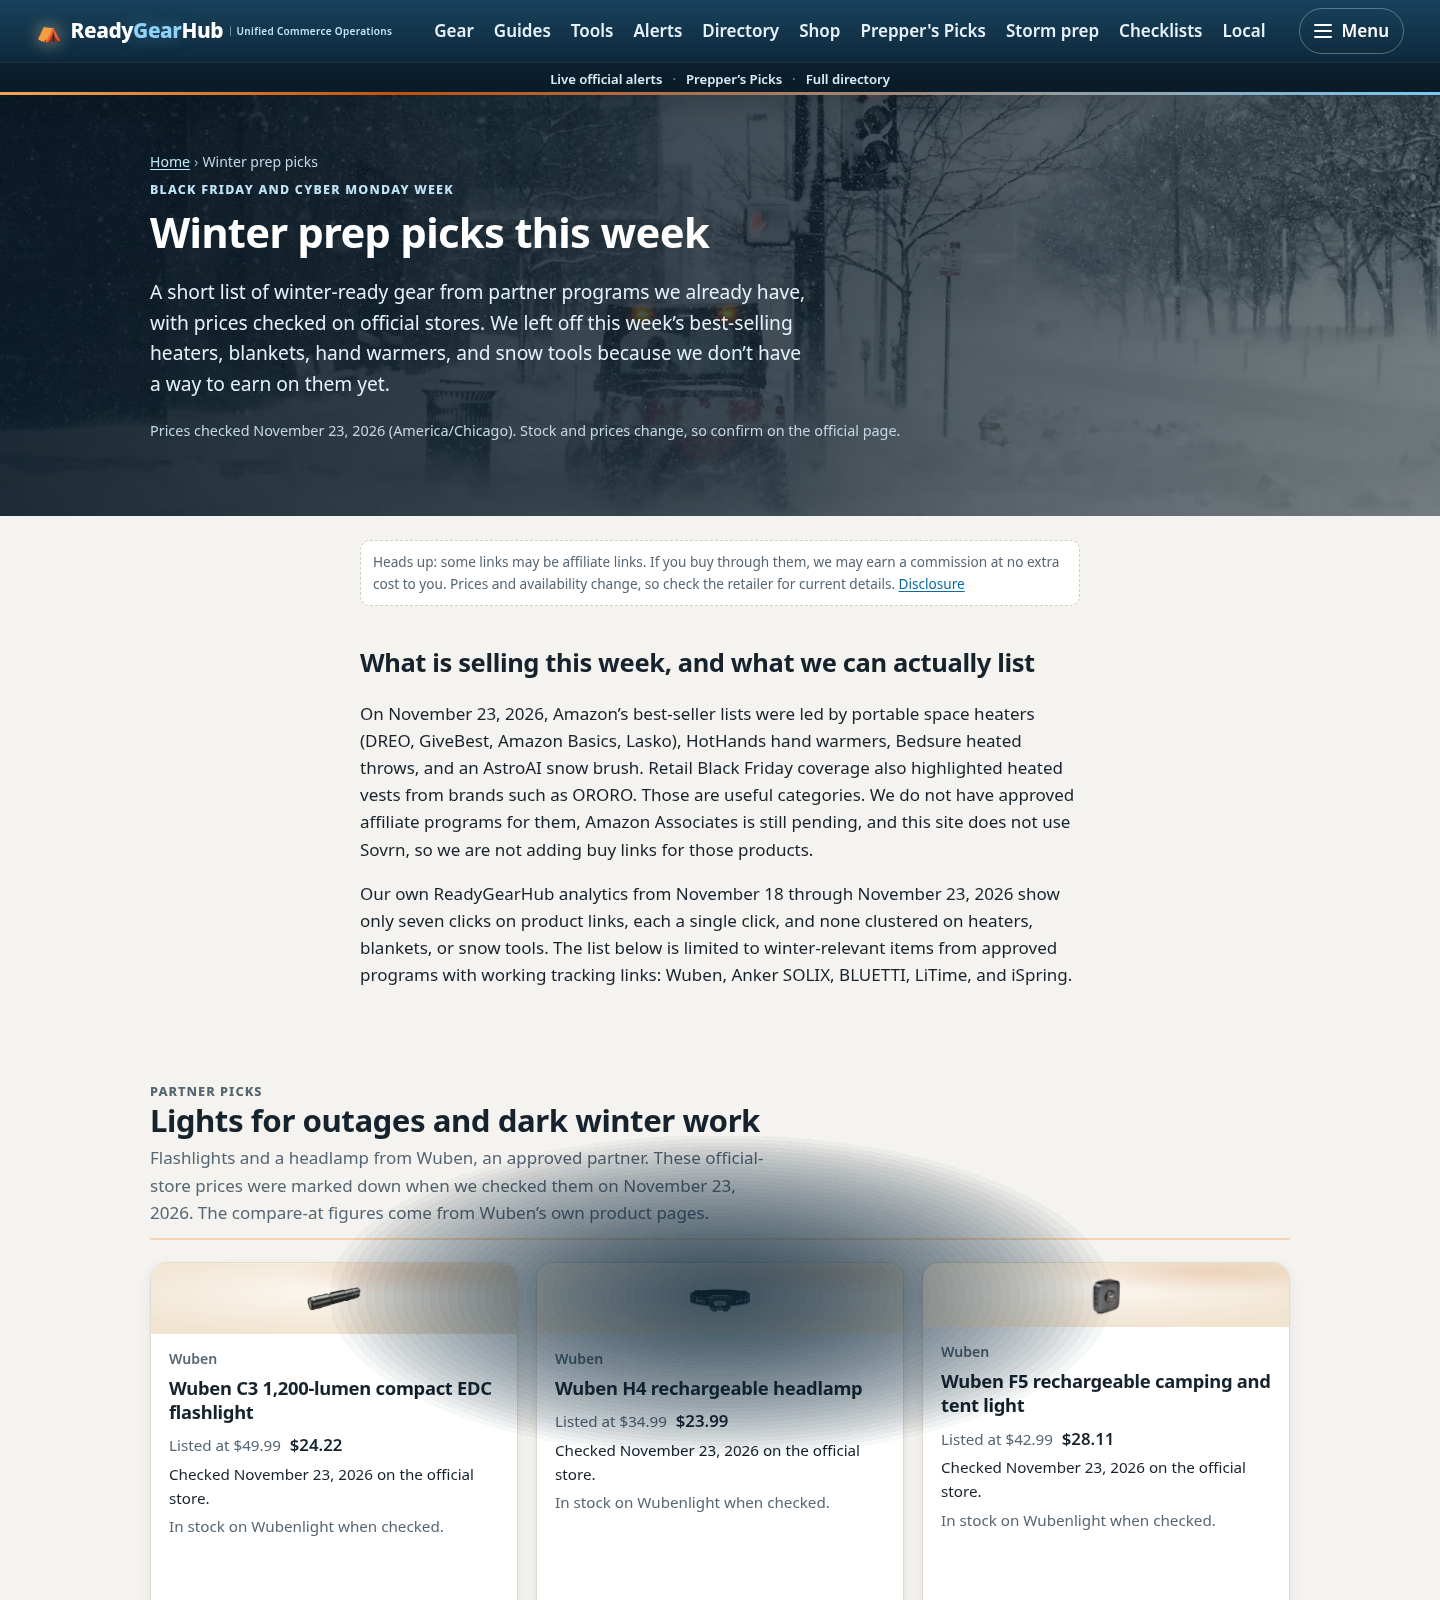 ReadyGearHub
Unified Commerce Operations
Gear
Guides
Tools
Alerts
Directory
Shop
Prepper's Picks
Storm prep
Checklists
Local
Menu
Live official alerts · Prepper’s Picks · Full directory
Home › Winter prep picks
BLACK FRIDAY AND CYBER MONDAY WEEK
Winter prep picks this week
A short list of winter-ready gear from partner programs we already have,
with prices checked on official stores. We left off this week’s best-selling
heaters, blankets, hand warmers, and snow tools because we don’t have
a way to earn on them yet.
Prices checked November 23, 2026 (America/Chicago). Stock and prices change, so confirm on the official page.
Heads up: some links may be affiliate links. If you buy through them, we may earn a commission at no extra
cost to you. Prices and availability change, so check the retailer for current details. Disclosure
What is selling this week, and what we can actually list
On November 23, 2026, Amazon’s best-seller lists were led by portable space heaters
(DREO, GiveBest, Amazon Basics, Lasko), HotHands hand warmers, Bedsure heated
throws, and an AstroAI snow brush. Retail Black Friday coverage also highlighted heated
vests from brands such as ORORO. Those are useful categories. We do not have approved
affiliate programs for them, Amazon Associates is still pending, and this site does not use
Sovrn, so we are not adding buy links for those products.
Our own ReadyGearHub analytics from November 18 through November 23, 2026 show
only seven clicks on product links, each a single click, and none clustered on heaters,
blankets, or snow tools. The list below is limited to winter-relevant items from approved
programs with working tracking links: Wuben, Anker SOLIX, BLUETTI, LiTime, and iSpring.
PARTNER PICKS
Lights for outages and dark winter work
Flashlights and a headlamp from Wuben, an approved partner. These official-
store prices were marked down when we checked them on November 23,
2026. The compare-at figures come from Wuben’s own product pages.
Wuben
Wuben C3 1,200-lumen compact EDC
flashlight
Listed at $49.99 $24.22
Checked November 23, 2026 on the official
store.
In stock on Wubenlight when checked.
Wuben
Wuben H4 rechargeable headlamp
Listed at $34.99 $23.99
Checked November 23, 2026 on the official
store.
In stock on Wubenlight when checked.
Wuben
Wuben F5 rechargeable camping and
tent light
Listed at $42.99 $28.11
Checked November 23, 2026 on the official
store.
In stock on Wubenlight when checked.